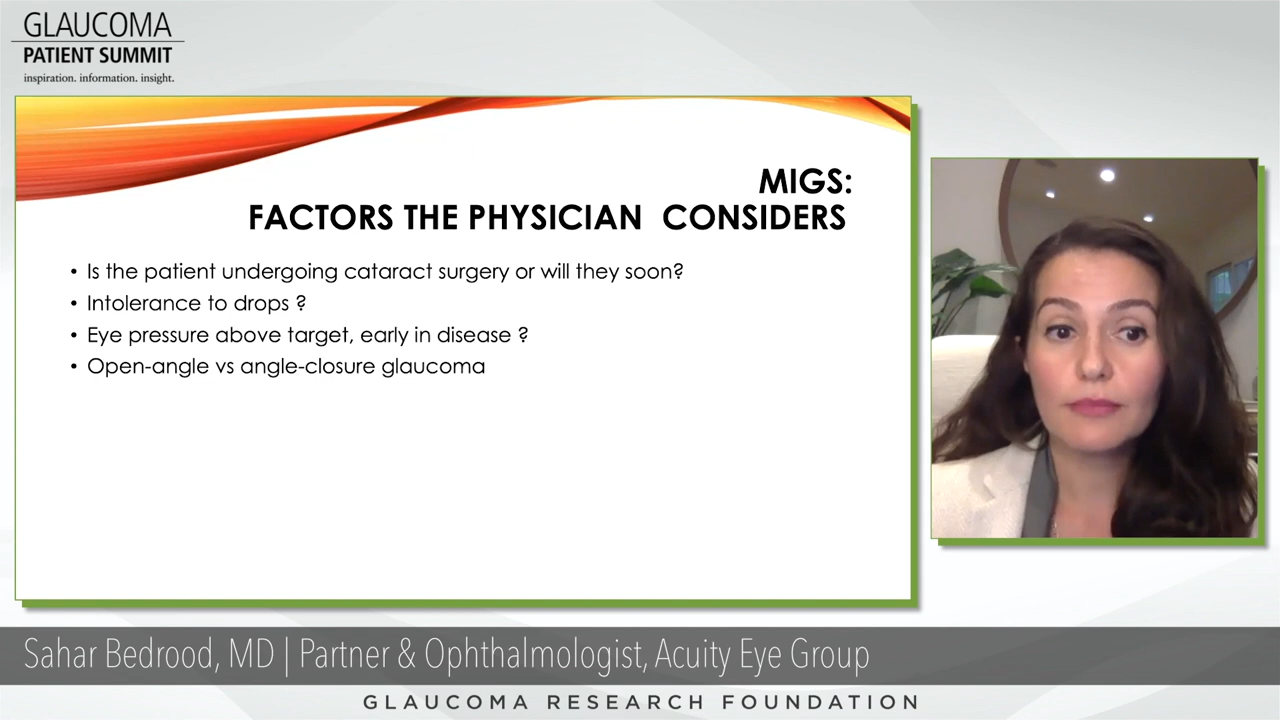 GLAUCOMA
PATIENT SUMMIT
inspiration. information. insight.
MIGS:
FACTORS THE PHYSICIAN CONSIDERS
• Is the patient undergoing cataract surgery or will they soon?
• Intolerance to drops ?
• Eye pressure above target, early in disease ?
• Open-angle vs angle-closure glaucoma
Sahar Bedrood, MD | Partner & Ophthalmologist, Acuity Eye Group
GLAUCOMA RESEARCH FOUNDATION